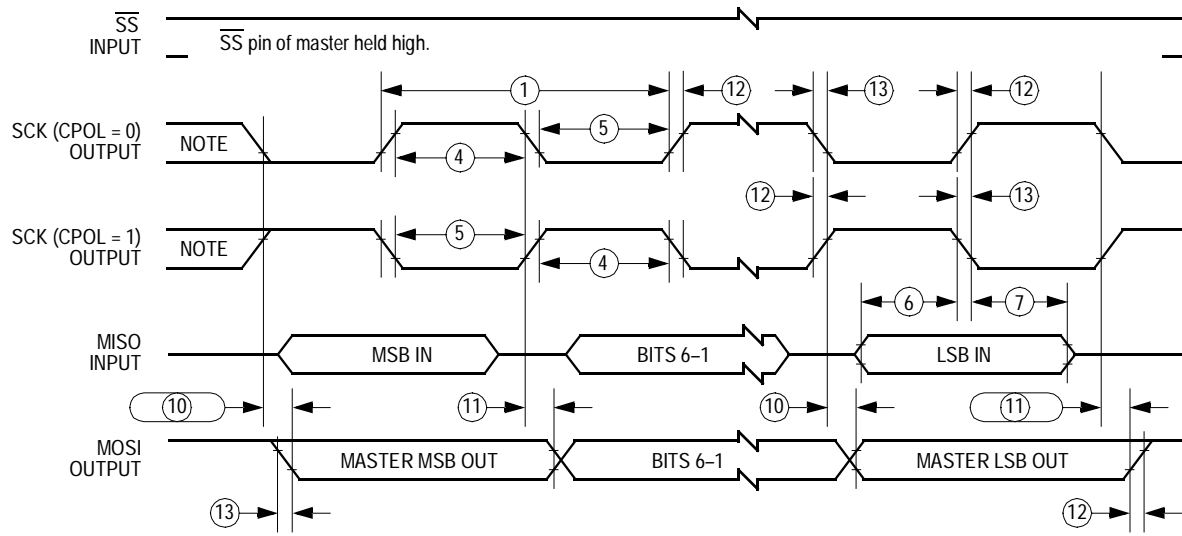 SS
INPUT
SS pin of master held high.
1
12
13
12
SCK (CPOL = 0)
OUTPUT
NOTE
5
4
12
13
SCK (CPOL = 1)
OUTPUT
NOTE
5
4
6
7
MISO
INPUT
MSB IN
BITS 6–1
LSB IN
10
11
10
11
MOSI
OUTPUT
MASTER MSB OUT
BITS 6–1
MASTER LSB OUT
13
12